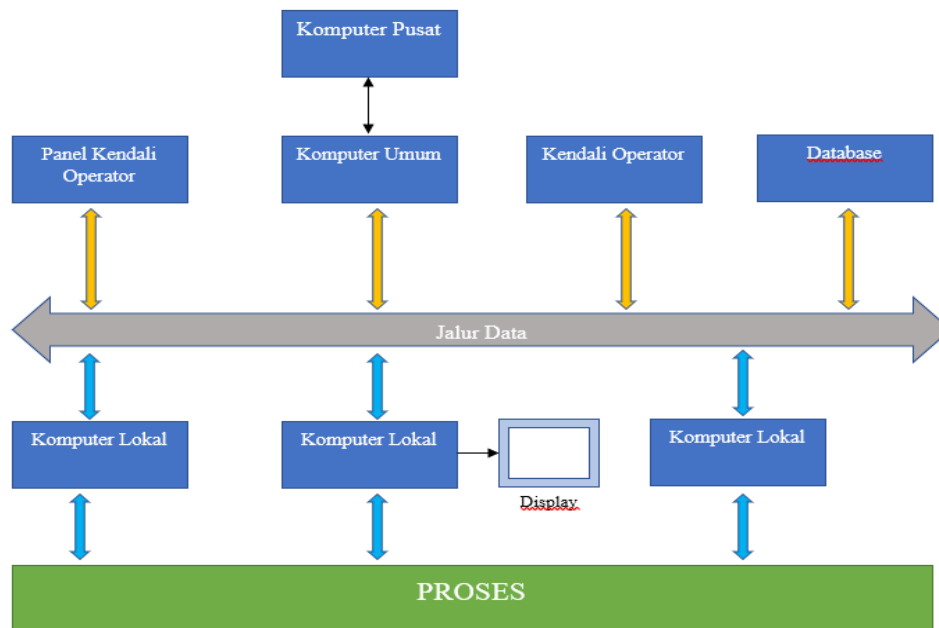 Komputer Pusat
Panel Kendali
Operator
Komputer Umum
Kendali Operator
Database
Jalur Data
Komputer Lokal
Komputer Lokal
Komputer Lokal
Display
PROSES